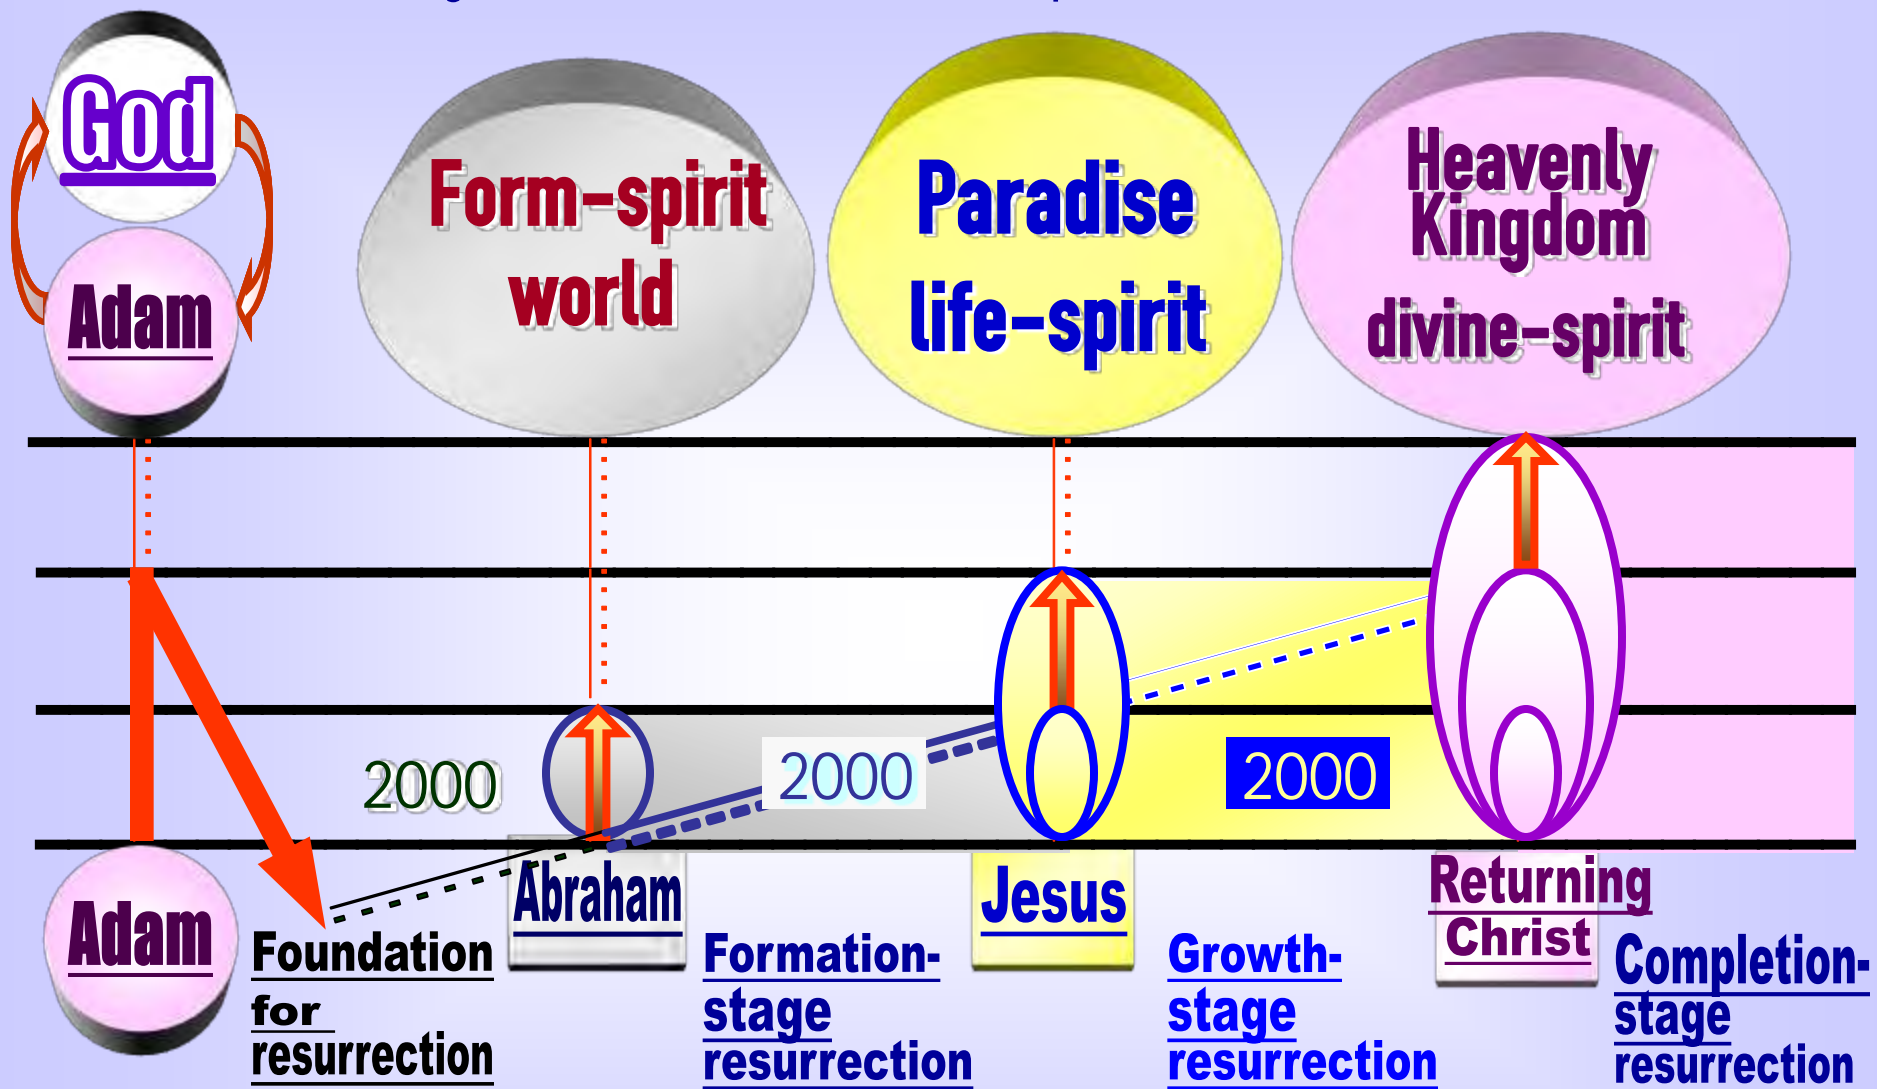 God
Adam
Form-spirit
world
Paradise
life-spirit
Heavenly
Kingdom
divine-spirit
2000
2000
2000
Adam
Foundation
for
resurrection
Abraham
Formation-
stage
resurrection
Jesus
Growth-
stage
resurrection
Returning
Christ
Completion-
stage
resurrection